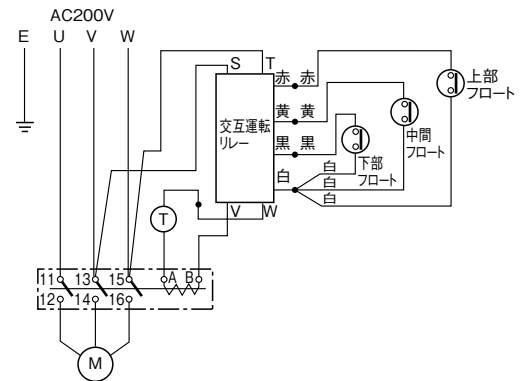 AC200V
E U V W
S T
赤 赤
上部
フロート
黄 黄
中間
フロート
交互運転
リレー
黒 黒
下部
フロート
白 白
白
白
V W
T
11 13 15 A B
12 14 16
M